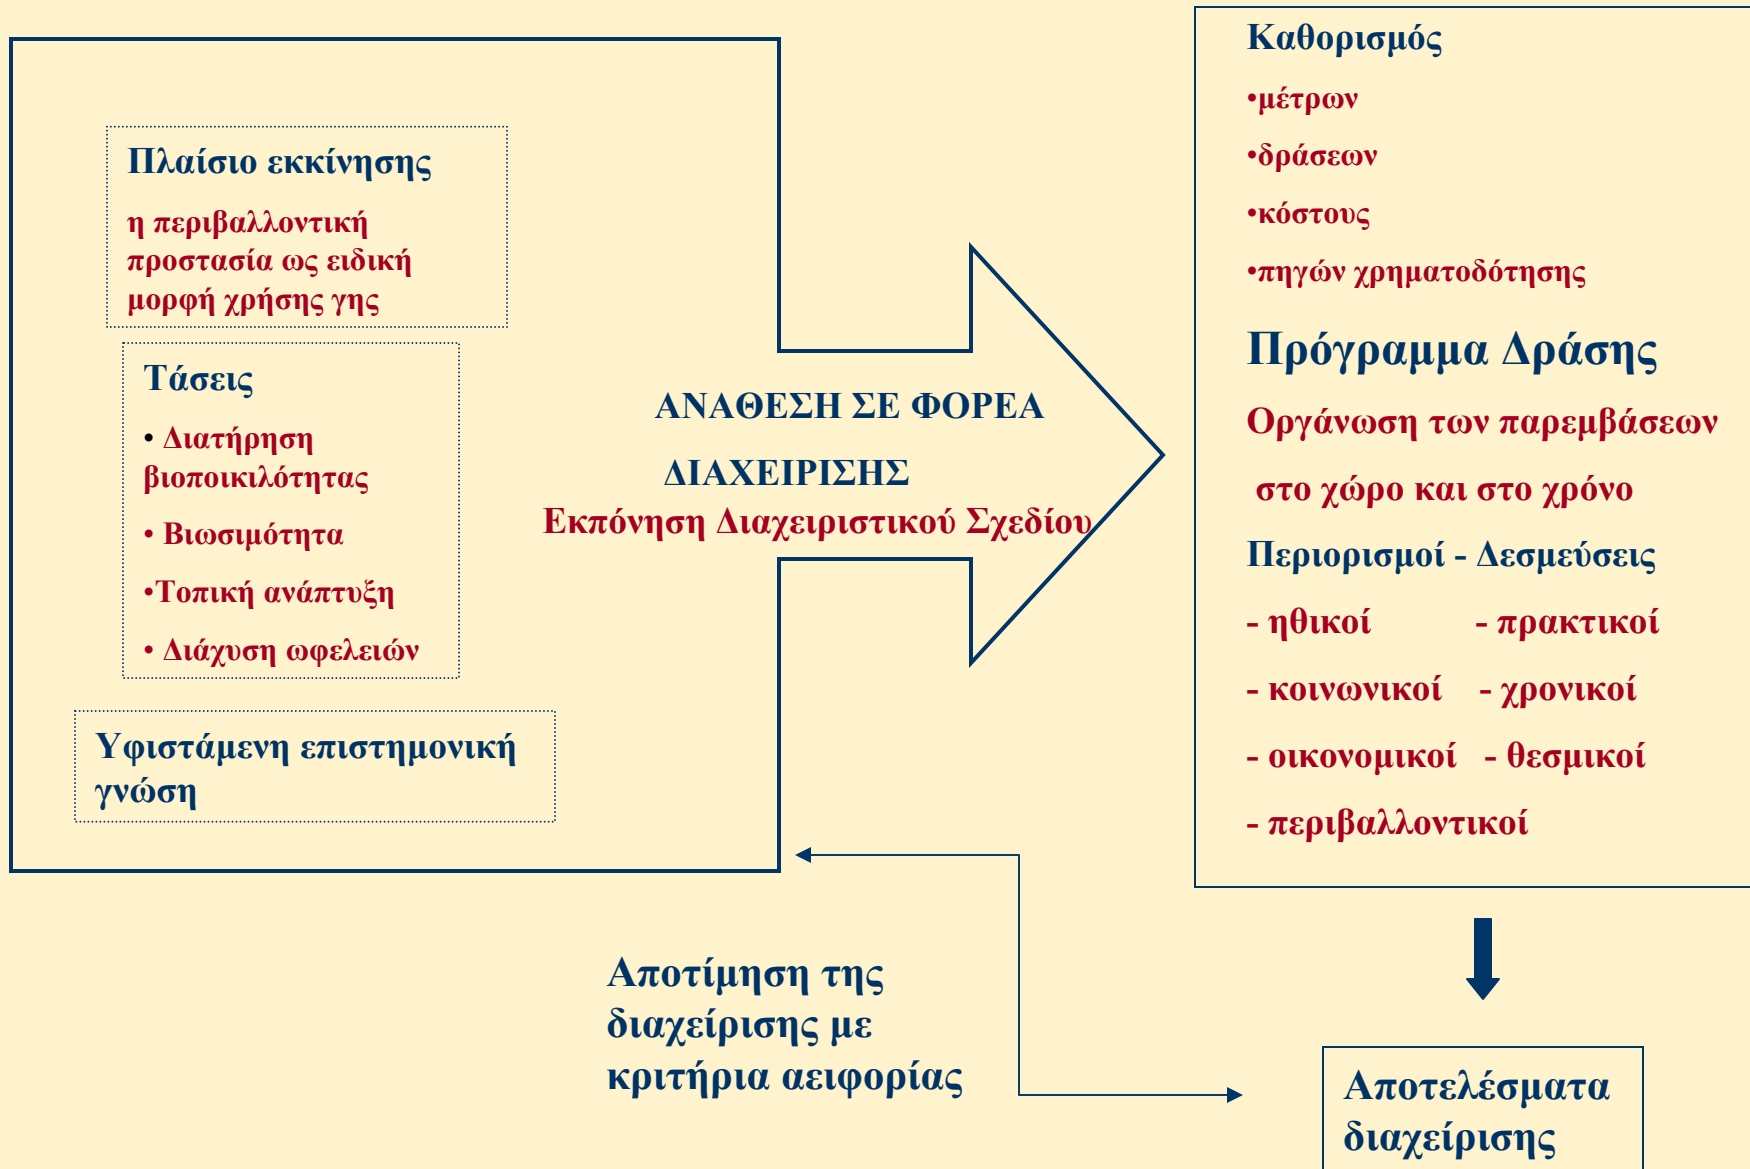 Πλαίσιο εκκίνησης
η περιβαλλοντική
προστασία ως ειδική
μορφή χρήσης γης
Τάσεις
• Διατήρηση
βιοποικιλότητας
• Βιωσιμότητα
•Τοπική ανάπτυξη
• Διάχυση ωφελειών
Υφιστάμενη επιστημονική
γνώση
ΑΝΑΘΕΣΗ ΣΕ ΦΟΡΕΑ
ΔΙΑΧΕΙΡΙΣΗΣ
Εκπόνηση Διαχειριστικού Σχεδίου
Καθορισμός
•μέτρων
•δράσεων
•κόστους
•πηγών χρηματοδότησης
Πρόγραμμα Δράσης
Οργάνωση των παρεμβάσεων
στο χώρο και στο χρόνο
Περιορισμοί - Δεσμεύσεις
- ηθικοί - πρακτικοί
- κοινωνικοί - χρονικοί
- οικονομικοί - θεσμικοί
- περιβαλλοντικοί
Αποτίμηση της
διαχείρισης με
κριτήρια αειφορίας
Αποτελέσματα
διαχείρισης